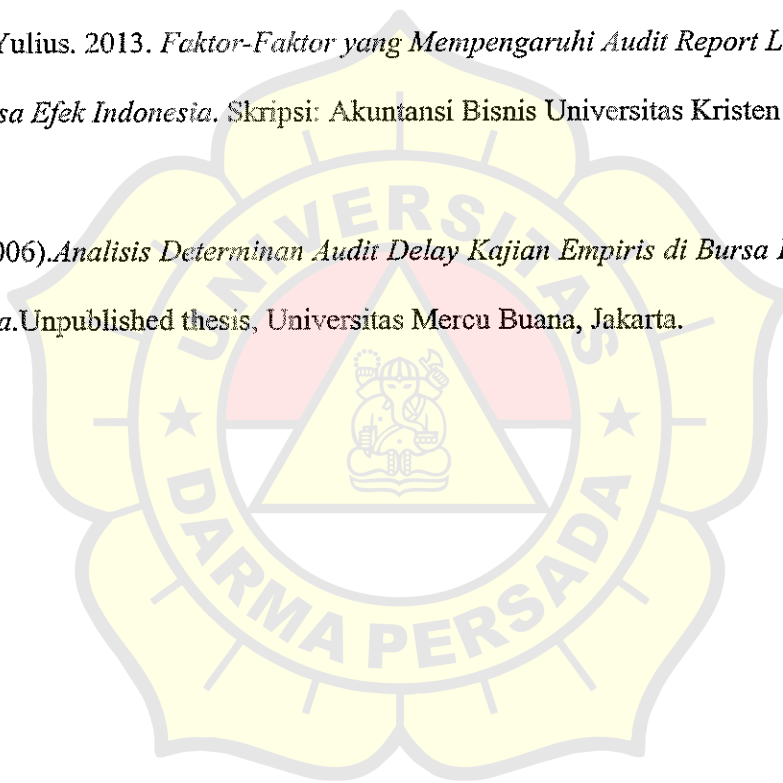 Yulius. 2013. Faktor-Faktor yang Mempengaruhi Audit Report L
sa Efek Indonesia. Skripsi: Akuntansi Bisnis Universitas Kristen
006).Analisis Determinan Audit Delay Kajian Empiris di Bursa
a.Unpublished thesis, Universitas Mercu Buana, Jakarta.
UNIVERSITAS
DARMA PERSADA